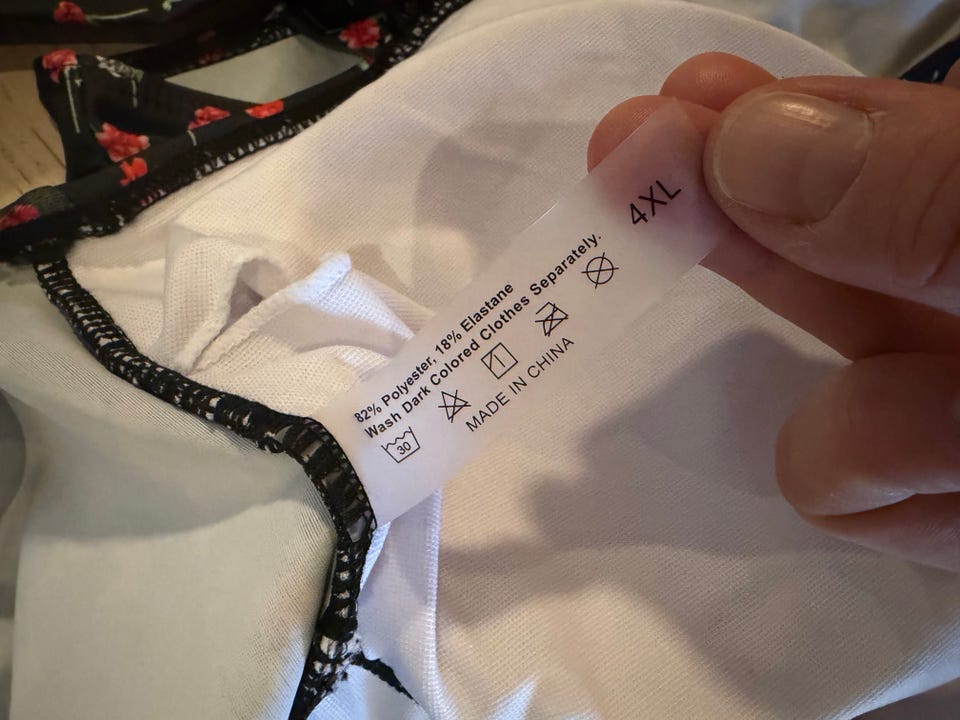 4XL
82% Polyester, 18% Elastane
Wash Dark Colored Clothes Separately.
30
MADE IN CHINA